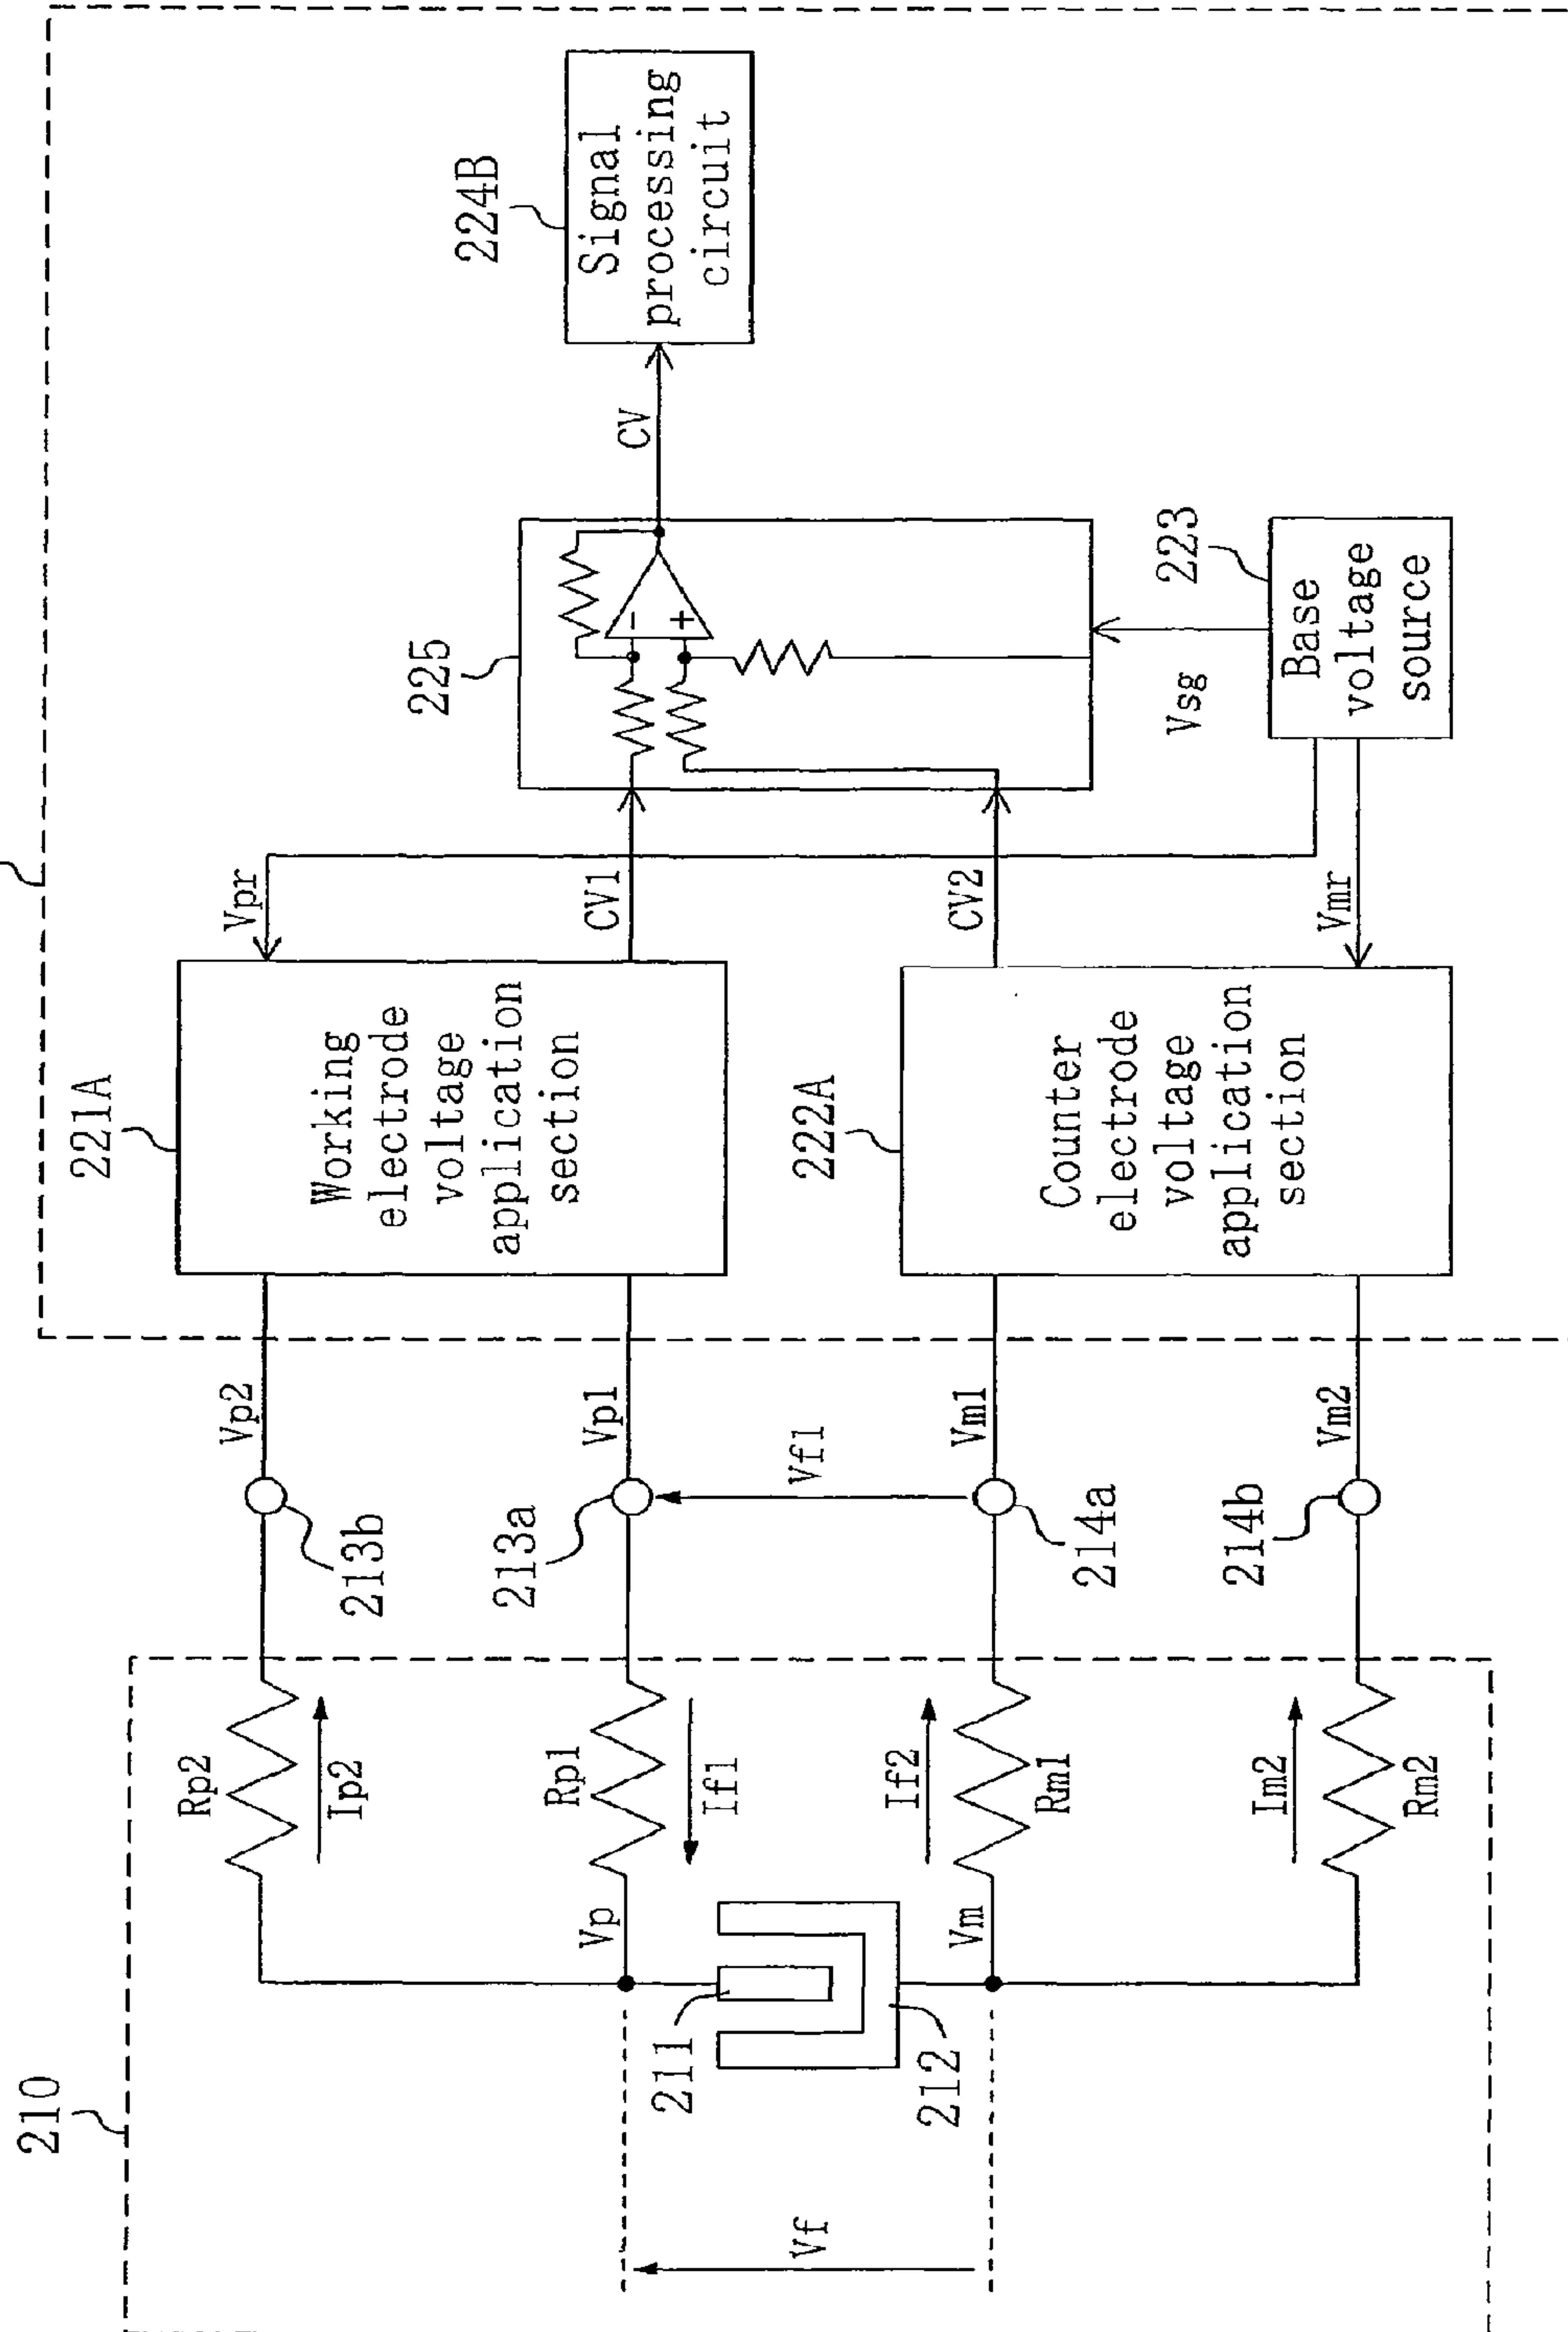 210
Rp2
Ip2
Rp1
If1
If2
Rm1
Im2
Rm2
Vp
Vm
Vf
211
212
213b
213a
214a
214b
Vp2
Vp1
Vm1
Vm2
Vf1
221A
Working
electrode
voltage
application
section
222A
Counter
electrode
voltage
application
section
Vpr
CV1
CV2
Vmr
225
-
+
Vsg
223
Base
voltage
source
CV
224B
Signal
processing
circuit